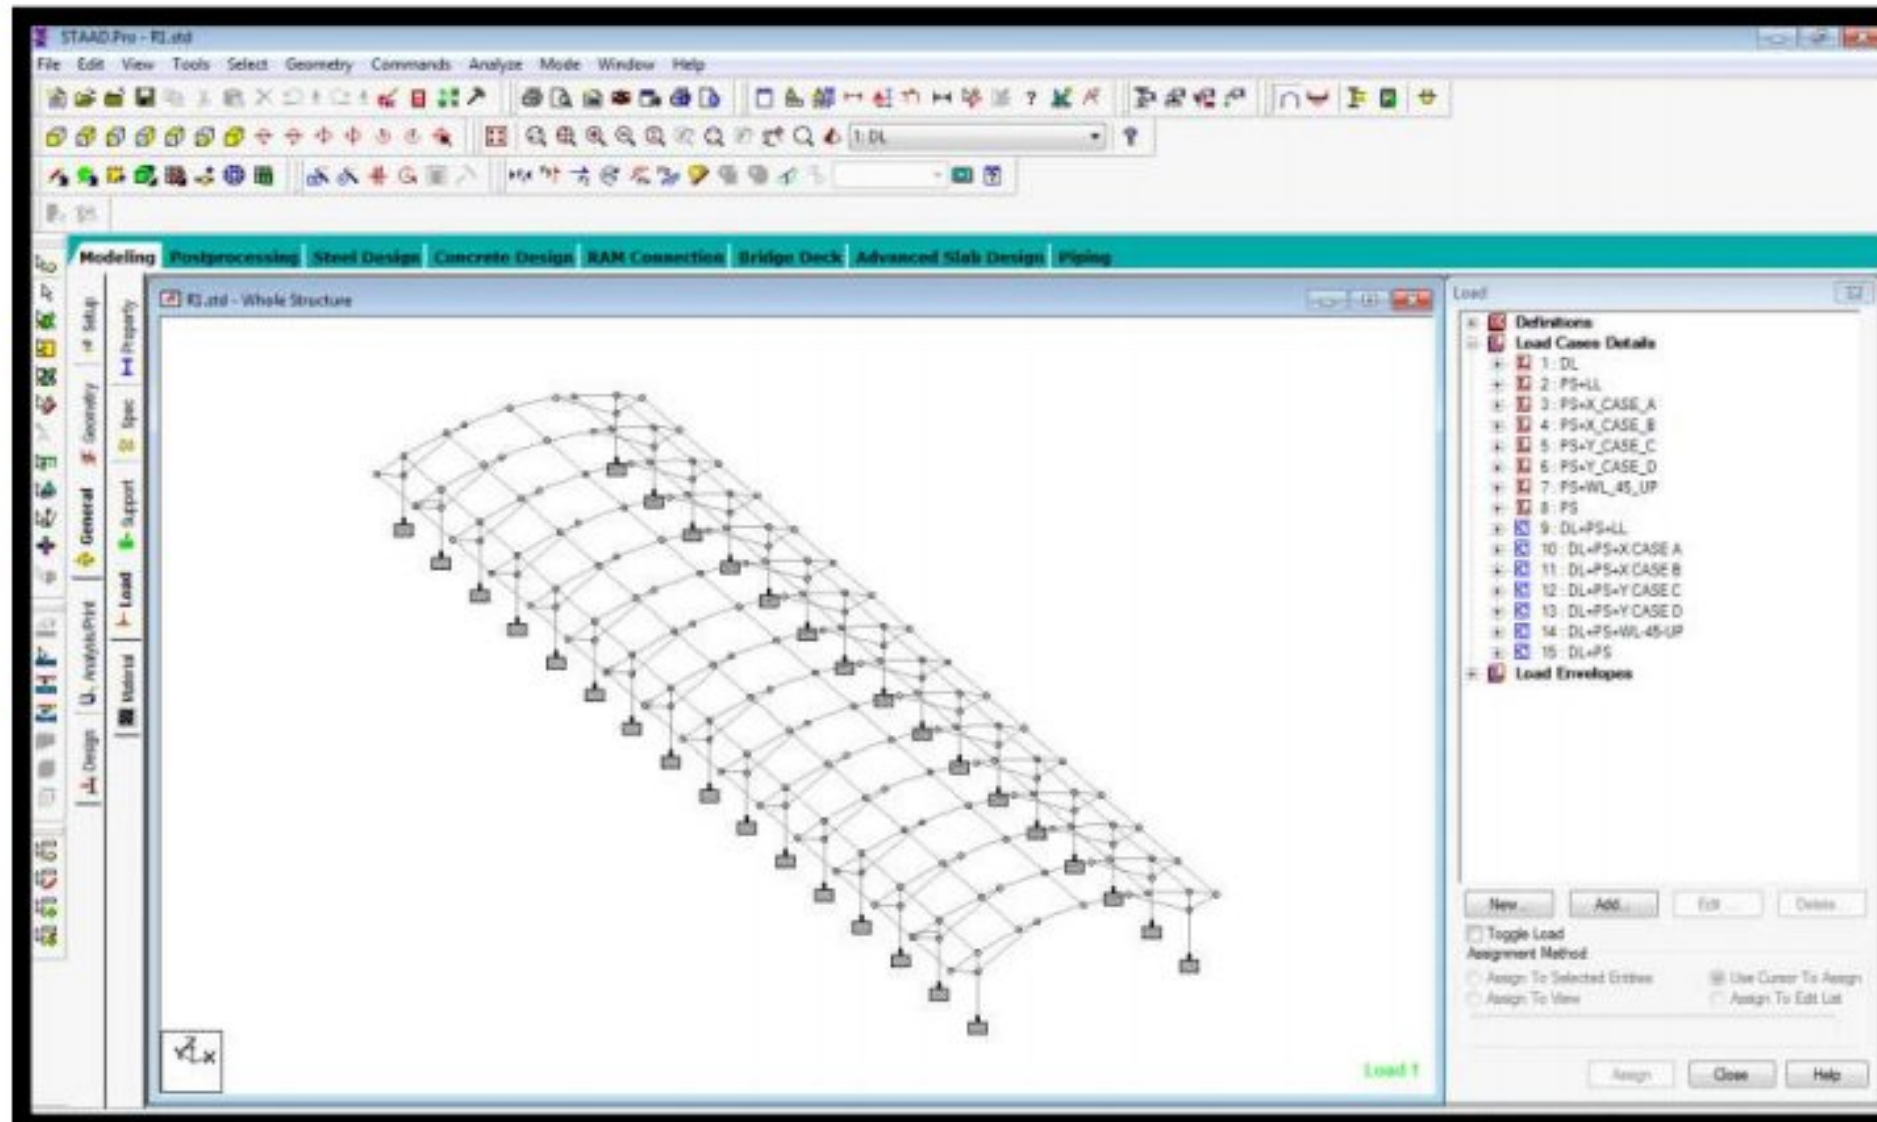 STAAD.Pro - R1.std
File Edit View Tools Select Geometry Commands Analyze Mode Window Help
1: DL
Modeling Postprocessing Steel Design Concrete Design RAM Connection Bridge Deck Advanced Slab Design Piping
Setup
Geometry
General
Analysis/Print
Design
Property
Spec
Support
Load
Material
R1.std - Whole Structure
Load 1
Load
Definitions
Load Cases Details
1 : DL
2 : PS+LL
3 : PS+X_CASE_A
4 : PS+X_CASE_B
5 : PS+Y_CASE_C
6 : PS+Y_CASE_D
7 : PS+WL_45_UP
8 : PS
9 : DL+PS+LL
10 : DL+PS+X CASE A
11 : DL+PS+X CASE B
12 : DL+PS+Y CASE C
13 : DL+PS+Y CASE D
14 : DL+PS+WL-45-UP
15 : DL+PS
Load Envelopes
New... Add... Edit... Delete...
Toggle Load
Assignment Method
Assign To Selected Entities Use Cursor To Assign
Assign To View Assign To Edit List
Assign Close Help